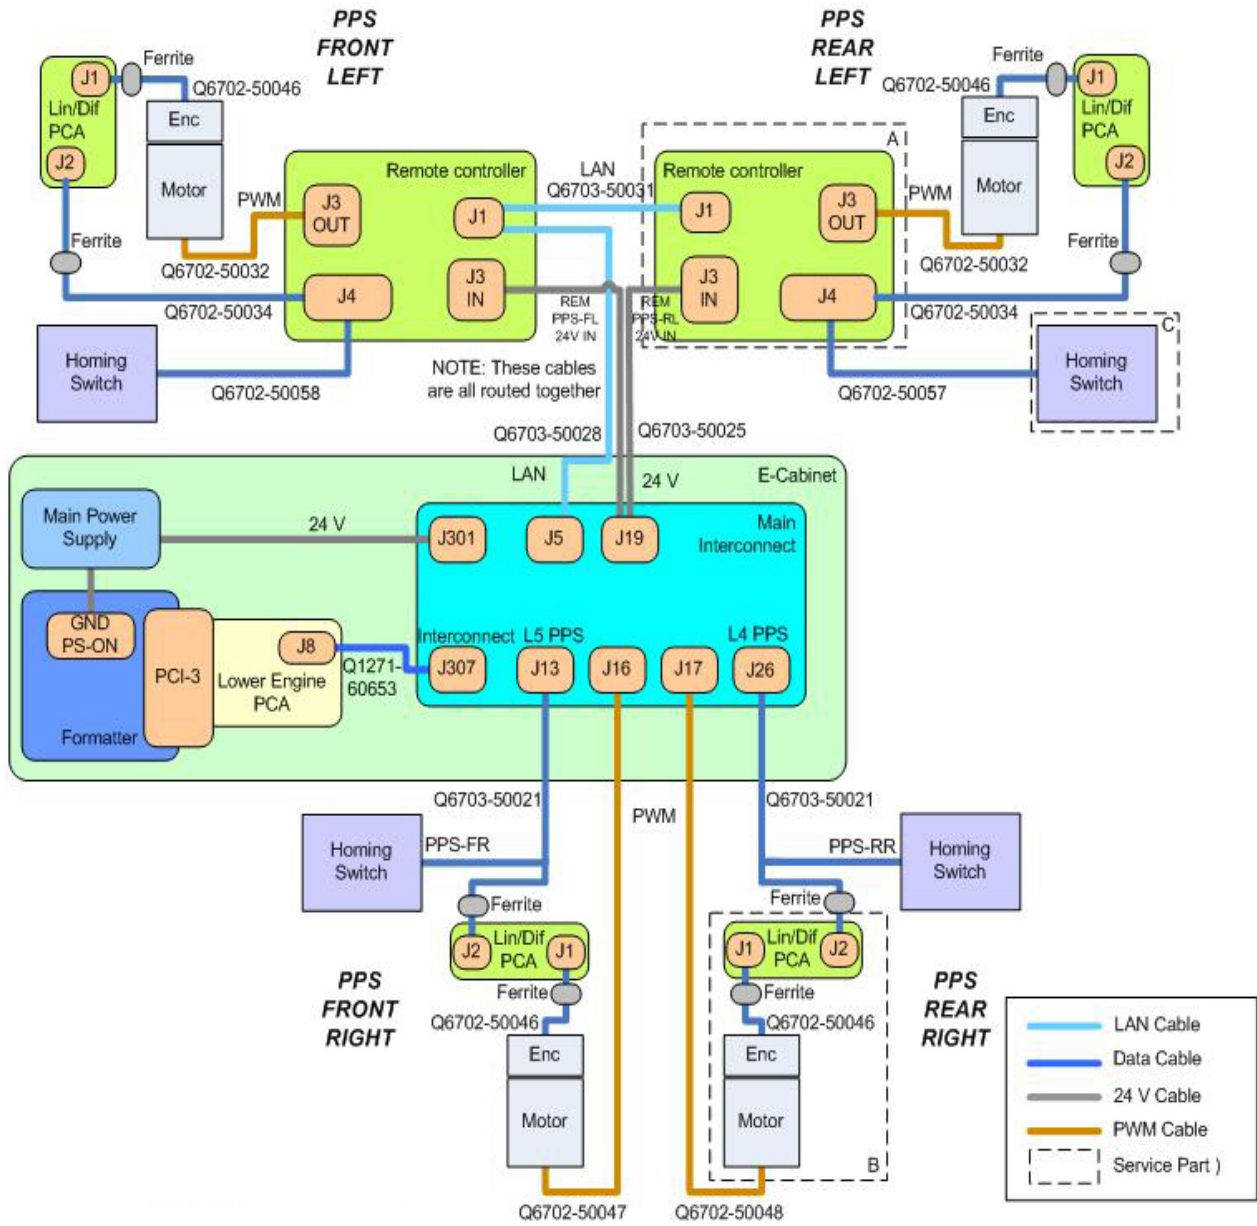 PPS
FRONT
LEFT
PPS
REAR
LEFT
Ferrite
J1
Q6702-50046
Lin/Dif
PCA
Enc
J2
Motor
PWM
Ferrite
Q6702-50032
Q6702-50034
Remote controller
J3
OUT
J1
J3
IN
J4
Homing
Switch
Q6702-50058
LAN
Q6703-50031
A
Remote controller
J1
J3
OUT
J3
IN
J4
REM
PPS-FL
24V IN
REM
PPS-RL
24V IN
Ferrite
Q6702-50046
J1
Enc
Lin/Dif
PCA
J2
Motor
PWM
Ferrite
Q6702-50032
Q6702-50034
C
Homing
Switch
Q6702-50057
NOTE: These cables
are all routed together
Q6703-50028
Q6703-50025
LAN
24 V
E-Cabinet
Main Power
Supply
24 V
J301
J5
J19
Main
Interconnect
GND
PS-ON
PCI-3
J8
Lower Engine
PCA
Formatter
Q1271-
60653
Interconnect
L5 PPS
L4 PPS
J307
J13
J16
J17
J26
Q6703-50021
PWM
Q6703-50021
Homing
Switch
PPS-FR
PPS-RR
Homing
Switch
Ferrite
J2
Lin/Dif
PCA
J1
Ferrite
Q6702-50046
Enc
Motor
Q6702-50047
PPS
FRONT
RIGHT
Ferrite
J1
Lin/Dif
PCA
J2
Ferrite
Q6702-50046
Enc
Motor
B
Q6702-50048
PPS
REAR
RIGHT
LAN Cable
Data Cable
24 V Cable
PWM Cable
Service Part )